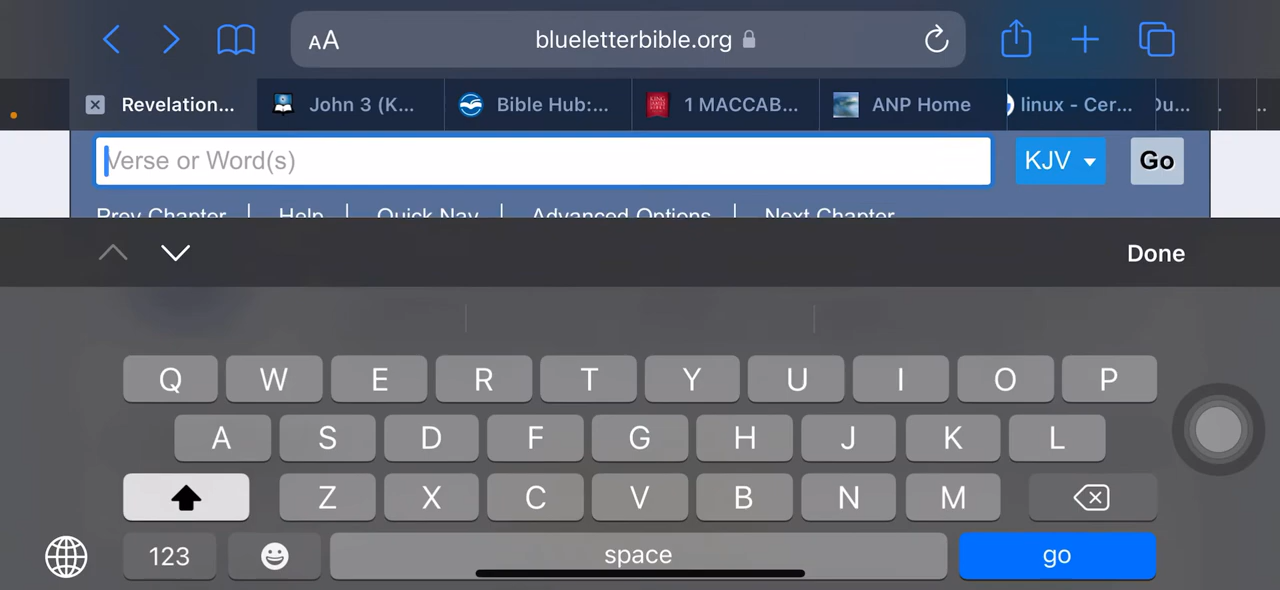 AA blueletterbible.org
Revelation... John 3 (K... Bible Hub:... 1 MACCAB... ANP Home linux - Cer...
Verse or Word(s) KJV Go
Prev Chapter | Help | Quick Nav | Advanced Options | Next Chapter
Done
Q W E R T Y U I O P
A S D F G H J K L
Z X C V B N M
123 space go